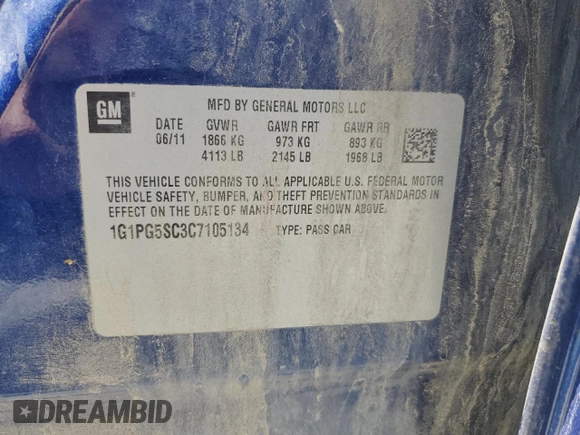 GM
MFD BY GENERAL MOTORS LLC
DATE GVWR GAWR FRT GAWR RR
06/11 1866 KG 973 KG 893 KG
4113 LB 2145 LB 1968 LB
THIS VEHICLE CONFORMS TO ALL APPLICABLE U.S. FEDERAL MOTOR
VEHICLE SAFETY, BUMPER, AND THEFT PREVENTION STANDARDS IN
EFFECT ON THE DATE OF MANUFACTURE SHOWN ABOVE.
1G1PG5SC3C7105134 TYPE: PASS CAR
DREAMBID